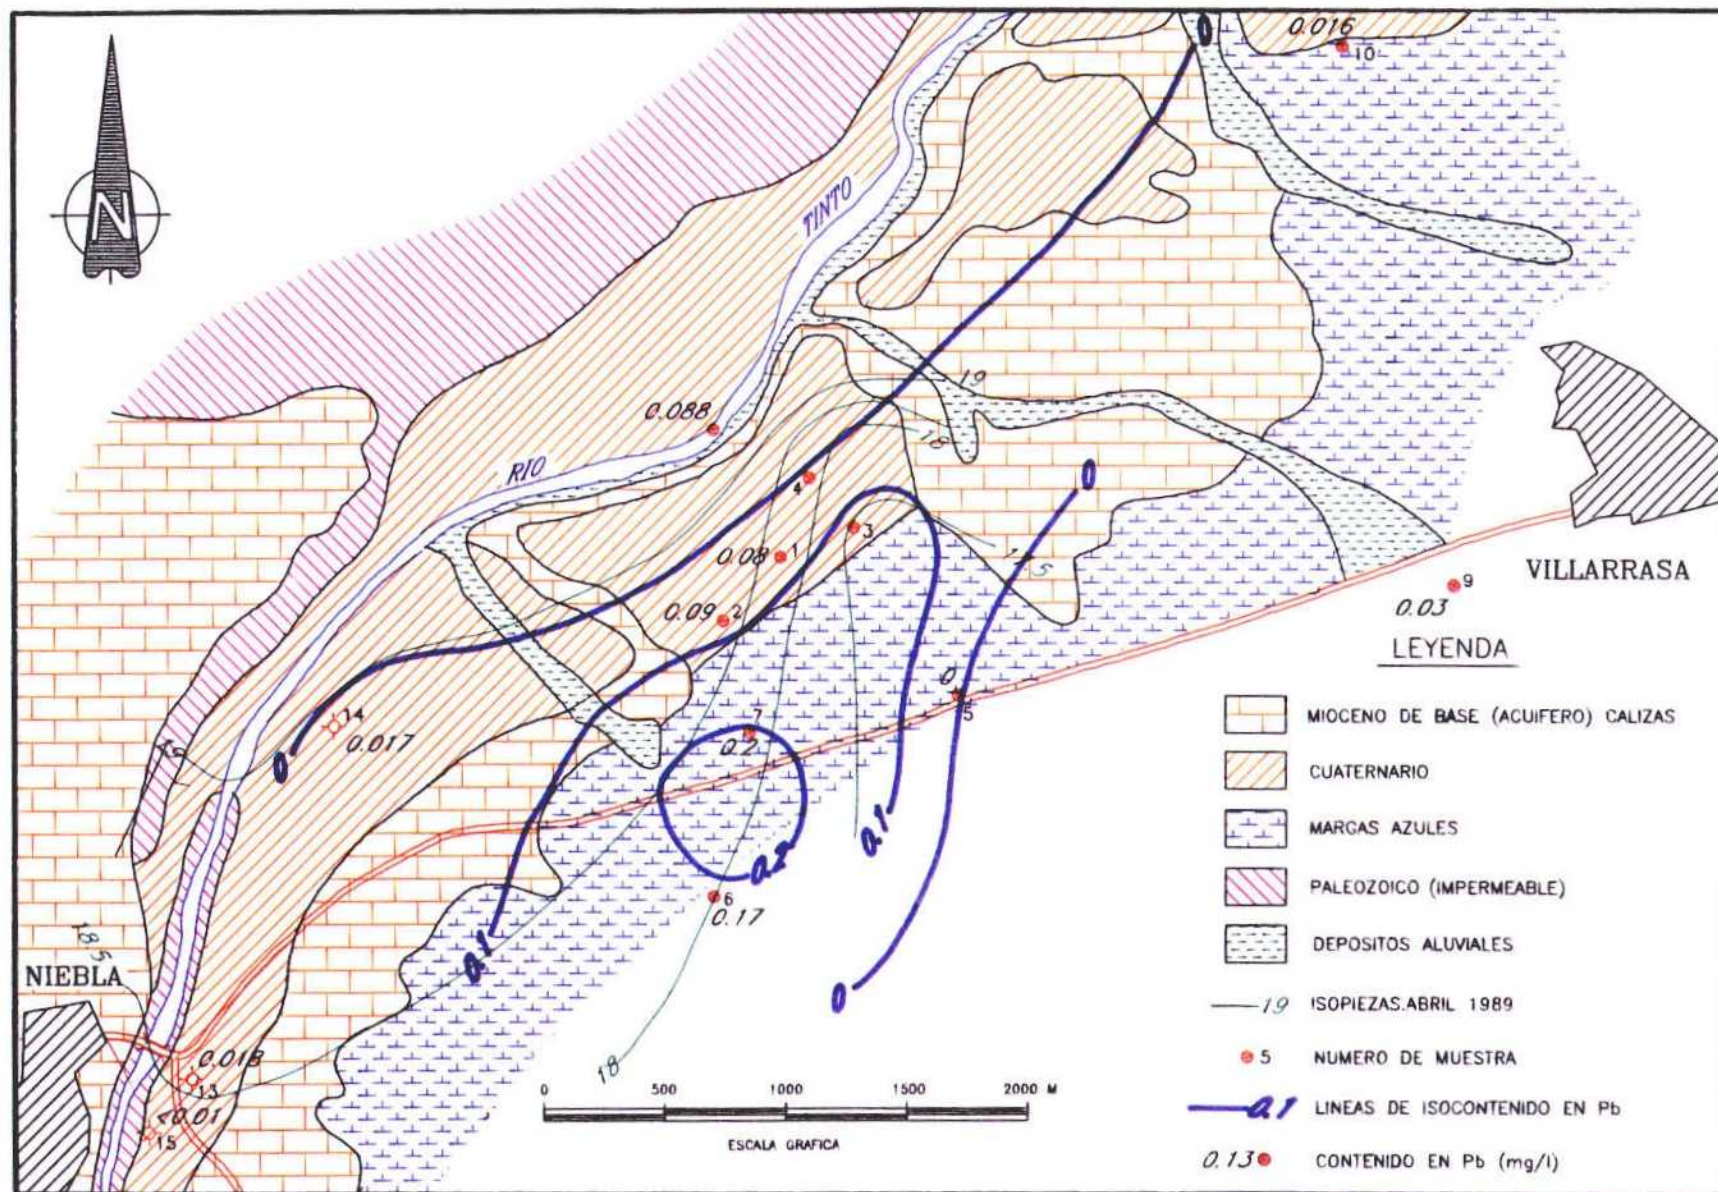 N
0
0.016
10
TINTO
19
0.088
RIO
18
4
0
3
0.08
1
17.5
0.09
2
VILLARRASA
9
0.03
14
0.017
0
19
0
5
7
0.2
0.1
0.2
6
0.17
0.1
0
18.5
NIEBLA
18
0.018
13
<0.01
15
0 500 1000 1500 2000 M
ESCALA GRAFICA
LEYENDA
MIOCENO DE BASE (ACUIFERO) CALIZAS
CUATERNARIO
MARGAS AZULES
PALEOZOICO (IMPERMEABLE)
DEPOSITOS ALUVIALES
19 ISOPIEZAS.ABRIL 1989
5 NUMERO DE MUESTRA
0.1 LINEAS DE ISOCONTENIDO EN Pb
0.13 CONTENIDO EN Pb (mg/l)